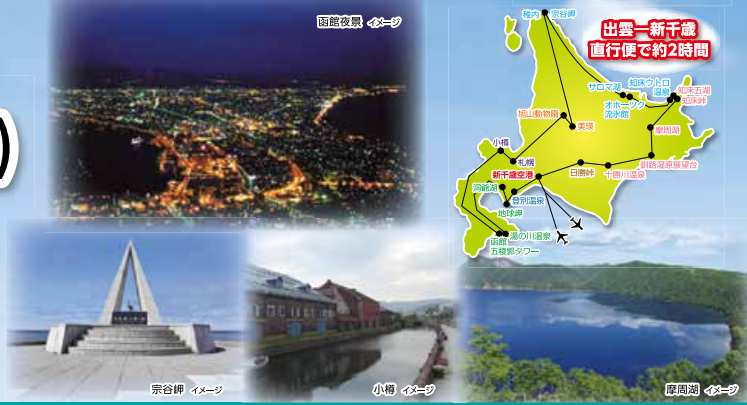 函館夜景 イメージ
)
出雲ー新千歳
直行便で約2時間
稚内
宗谷岬
サロマ湖
知床ウトロ
温泉
知床五湖
知床峠
オホーツク
流氷館
旭山動物園
美瑛
摩周湖
小樽
札幌
釧路湿原展望台
新千歳空港
日勝峠
十勝川温泉
洞爺湖
登別温泉
地球岬
湯の川温泉
函館
五稜郭タワー
宗谷岬 イメージ
小樽 イメージ
摩周湖 イメージ